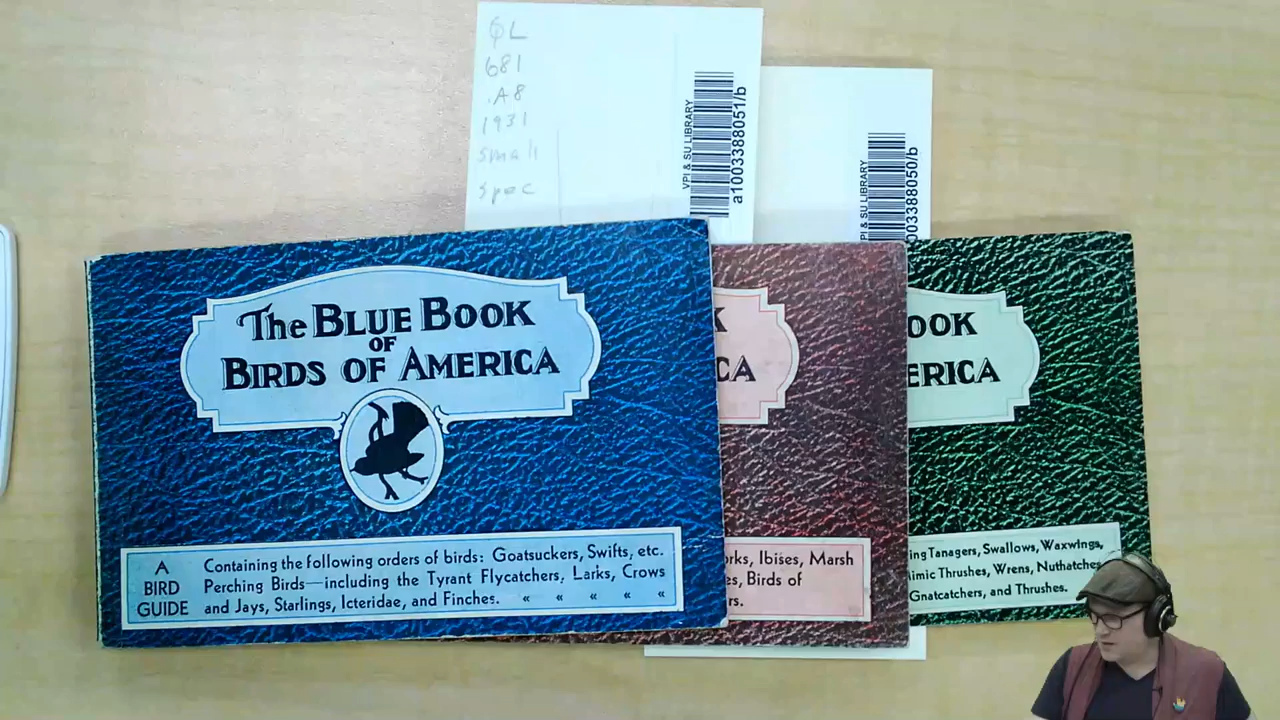 QL
681
.A8
1931
small
spec
VPI & SU LIBRARY
a1003388051/b
PI & SU LIBRARY
003388050/b
The BLUE BOOK
OF
BIRDS OF AMERICA
A
BIRD
GUIDE
Containing the following orders of birds: Goatsuckers, Swifts, etc.
Perching Birds—including the Tyrant Flycatchers, Larks, Crows
and Jays, Starlings, Icteridae, and Finches. « « « « «
K
CA
rks, Ibises, Marsh
es, Birds of
rs.
OOK
ERICA
ing Tanagers, Swallows, Waxwings,
imic Thrushes, Wrens, Nuthatches
Gnatcatchers, and Thrushes.